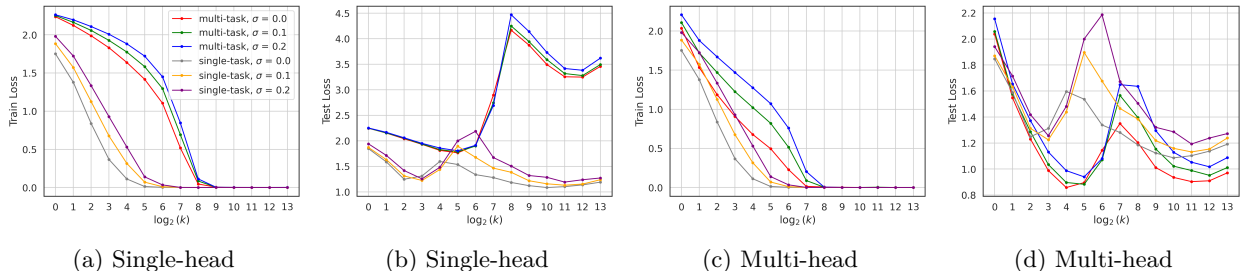 Train Loss
2.0
1.5
1.0
0.5
0.0
multi-task, σ = 0.0
multi-task, σ = 0.1
multi-task, σ = 0.2
single-task, σ = 0.0
single-task, σ = 0.1
single-task, σ = 0.2
0 1 2 3 4 5 6 7 8 9 10 11 12 13
log₂(k)
(a) Single-head
Test Loss
4.5
4.0
3.5
3.0
2.5
2.0
1.5
1.0
0 1 2 3 4 5 6 7 8 9 10 11 12 13
log₂(k)
(b) Single-head
Train Loss
2.0
1.5
1.0
0.5
0.0
0 1 2 3 4 5 6 7 8 9 10 11 12 13
log₂(k)
(c) Multi-head
Test Loss
2.2
2.0
1.8
1.6
1.4
1.2
1.0
0.8
0 1 2 3 4 5 6 7 8 9 10 11 12 13
log₂(k)
(d) Multi-head